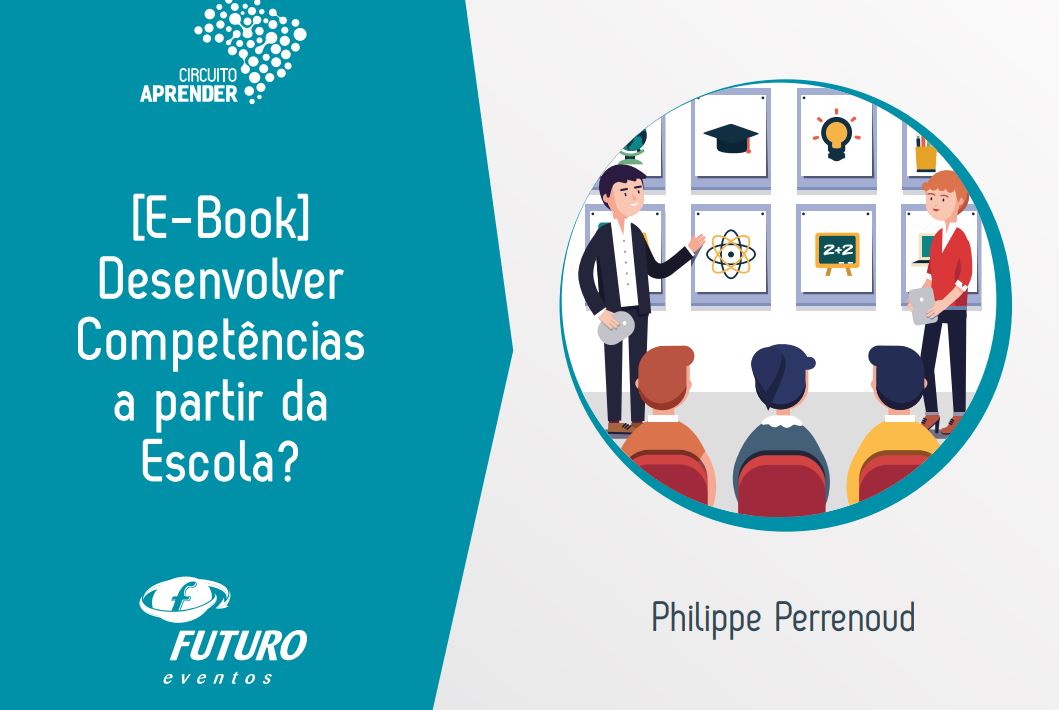 CIRCUITO
APRENDER
[E-Book]
Desenvolver
Competências
a partir da
Escola?
f
FUTURO
eventos
2+2
Philippe Perrenoud